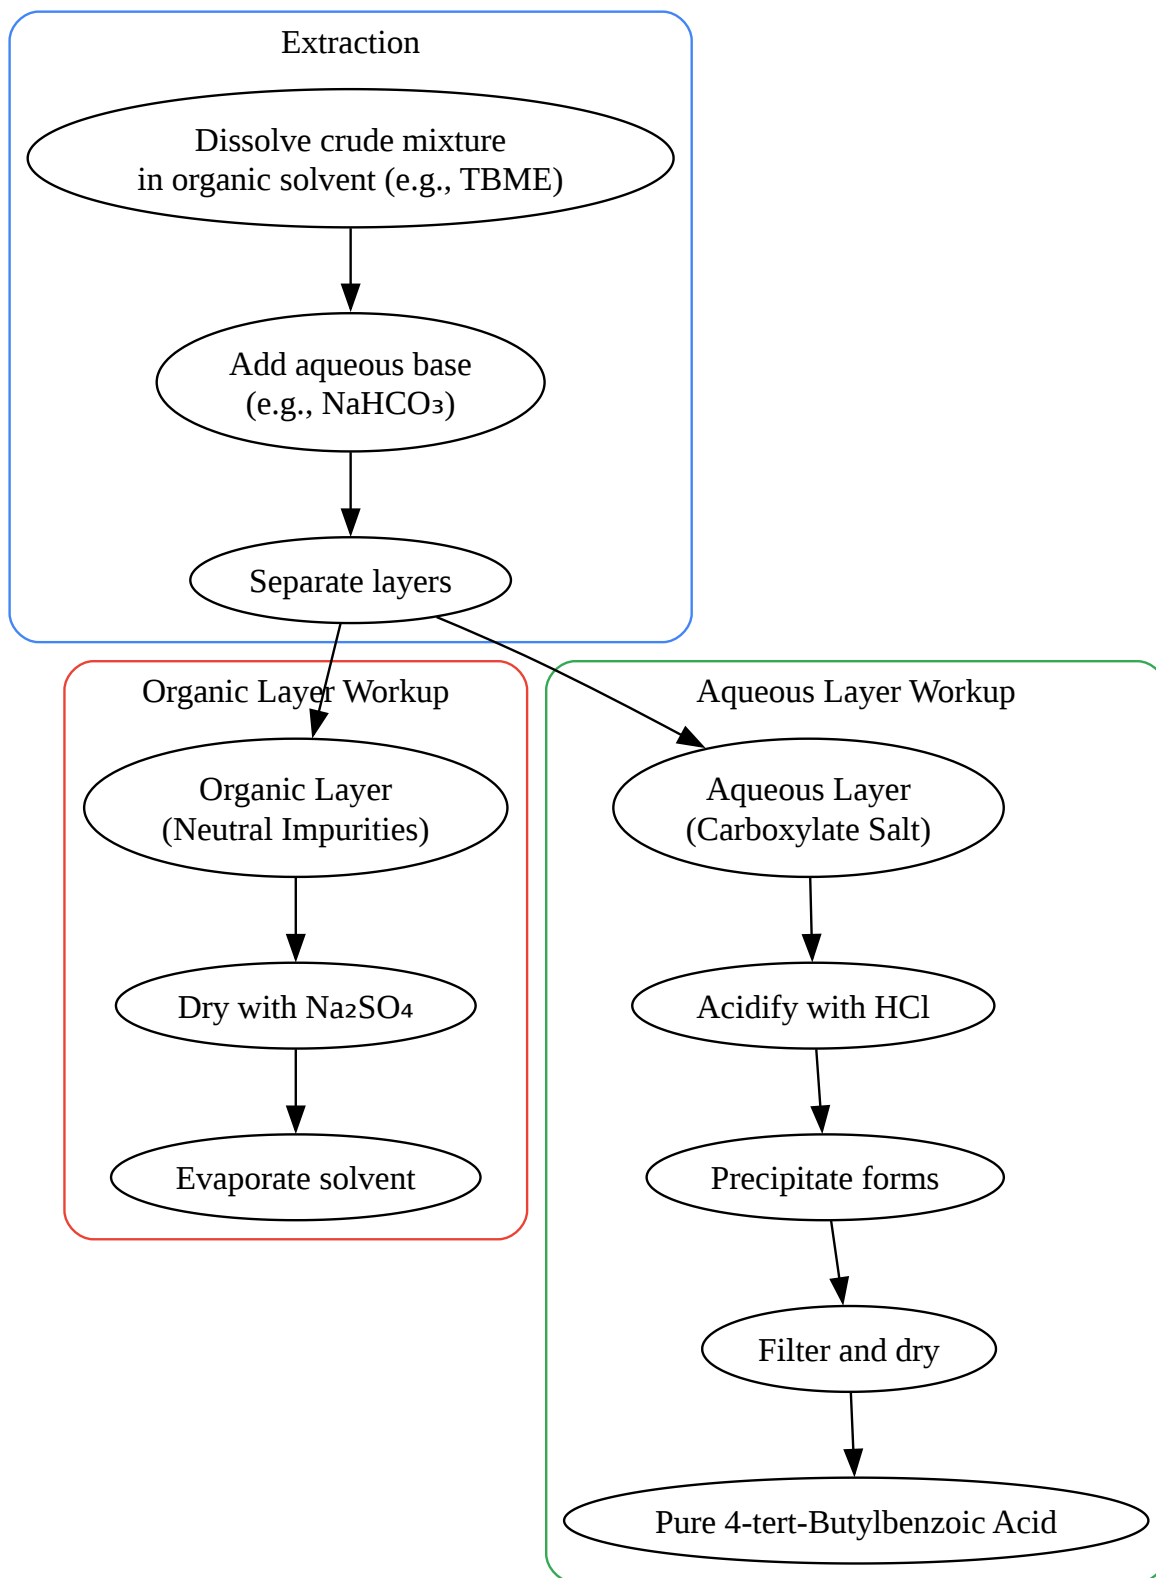 Extraction
Dissolve crude mixture
in organic solvent (e.g., TBME)
Add aqueous base
(e.g., NaHCO₃)
Separate layers
Organic Layer Workup
Organic Layer
(Neutral Impurities)
Dry with Na₂SO₄
Evaporate solvent
Aqueous Layer Workup
Aqueous Layer
(Carboxylate Salt)
Acidify with HCl
Precipitate forms
Filter and dry
Pure 4-tert-Butylbenzoic Acid